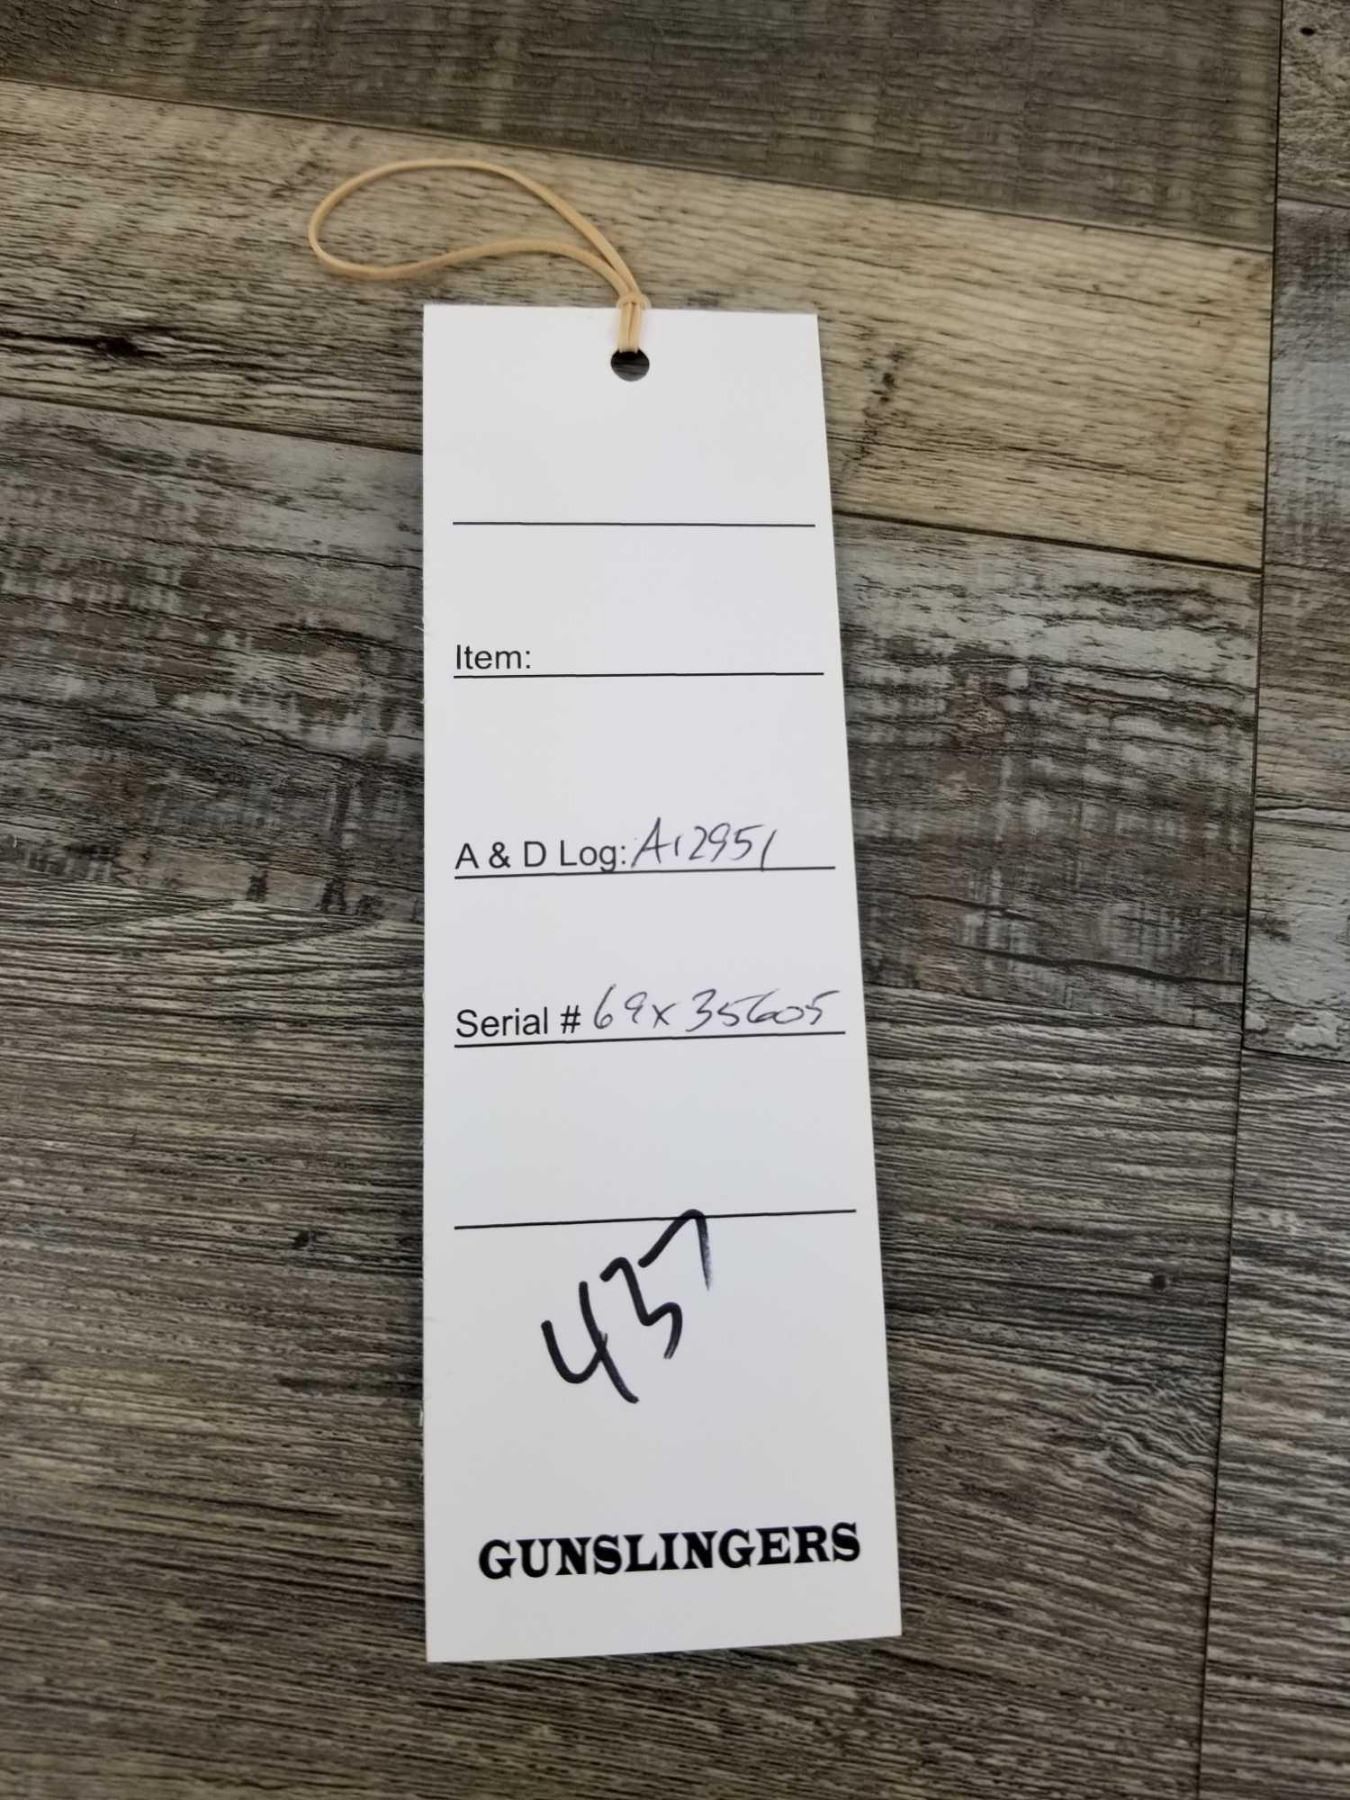 Item:
A & D Log: A12951
Serial # 69x35605
437
GUNSLINGERS